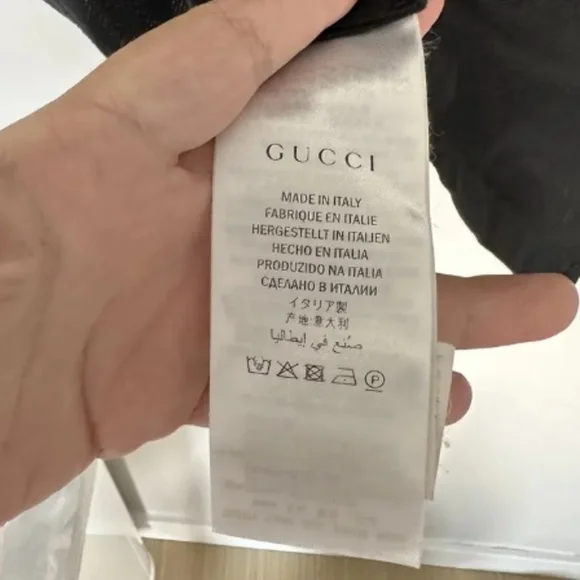 GUCCI
MADE IN ITALY
FABRIQUE EN ITALIE
HERGESTELLT IN ITALIEN
HECHO EN ITALIA
PRODUZIDO NA ITALIA
СДЕЛАНО В ИТАЛИИ
イタリア製
产地:意大利
صُنع في إيطاليا
P